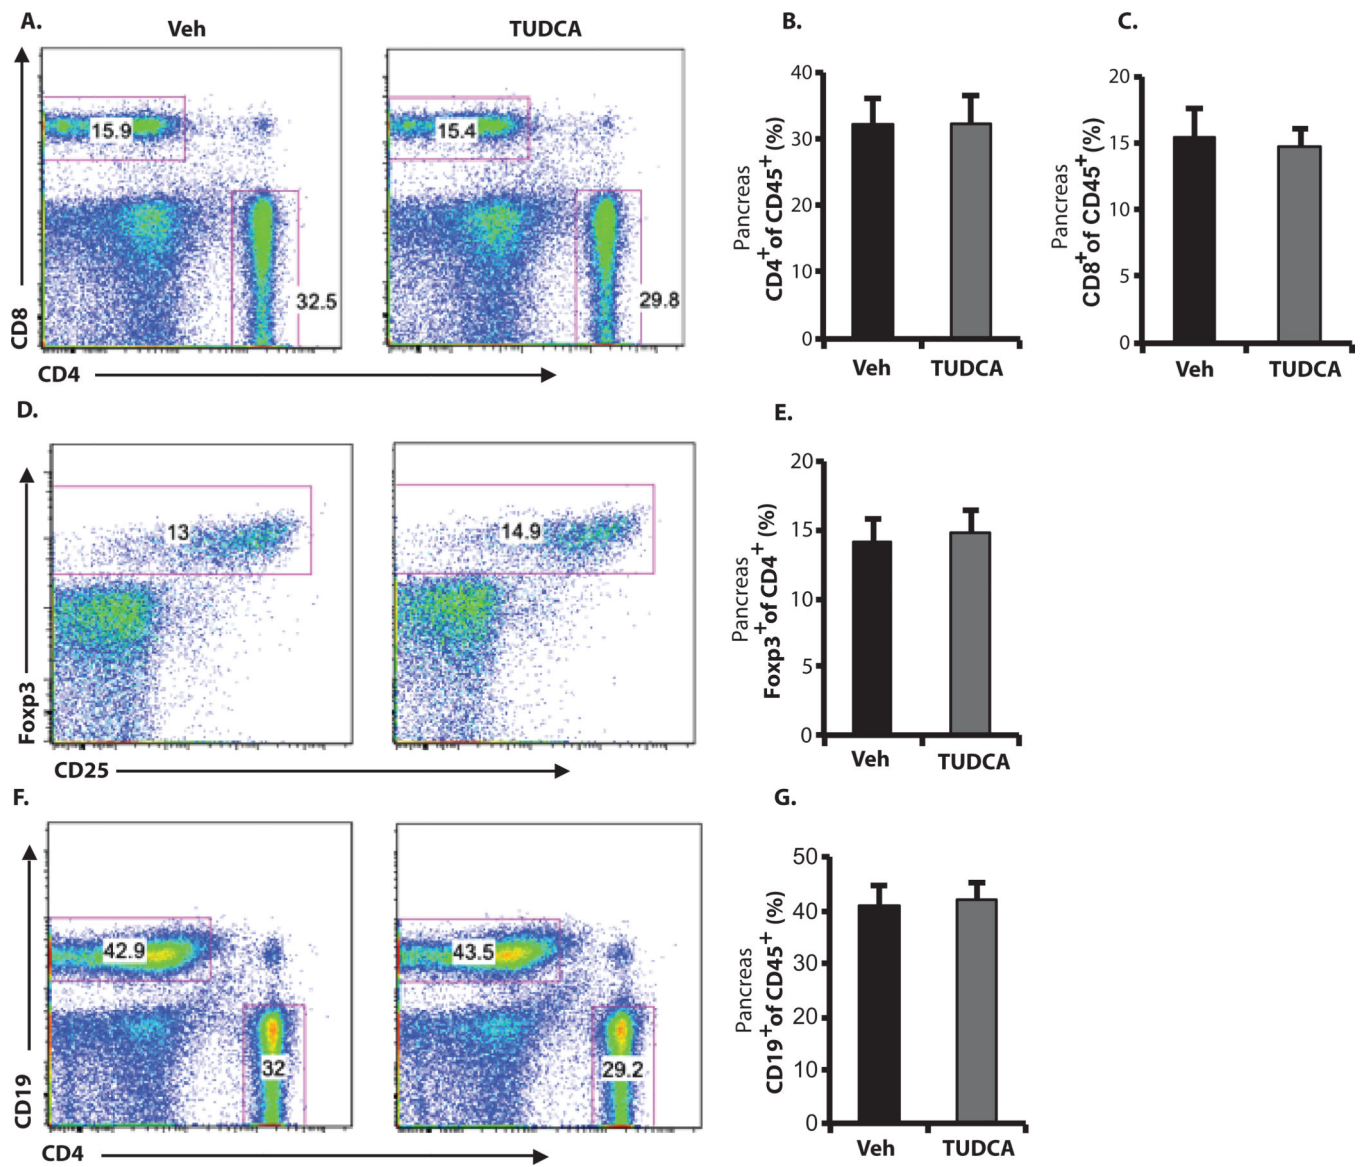 A.
Veh
TUDCA
15.9
32.5
15.4
29.8
CD8
CD4
B.
Pancreas
CD4+ of CD45+ (%)
40
30
20
10
0
Veh TUDCA
C.
Pancreas
CD8+ of CD45+ (%)
20
15
10
5
0
Veh TUDCA
D.
13
14.9
Foxp3
CD25
E.
Pancreas
Foxp3+ of CD4+ (%)
20
15
10
5
0
Veh TUDCA
F.
42.9
32
43.5
29.2
CD19
CD4
G.
Pancreas
CD19+ of CD45+ (%)
50
40
30
20
10
0
Veh TUDCA